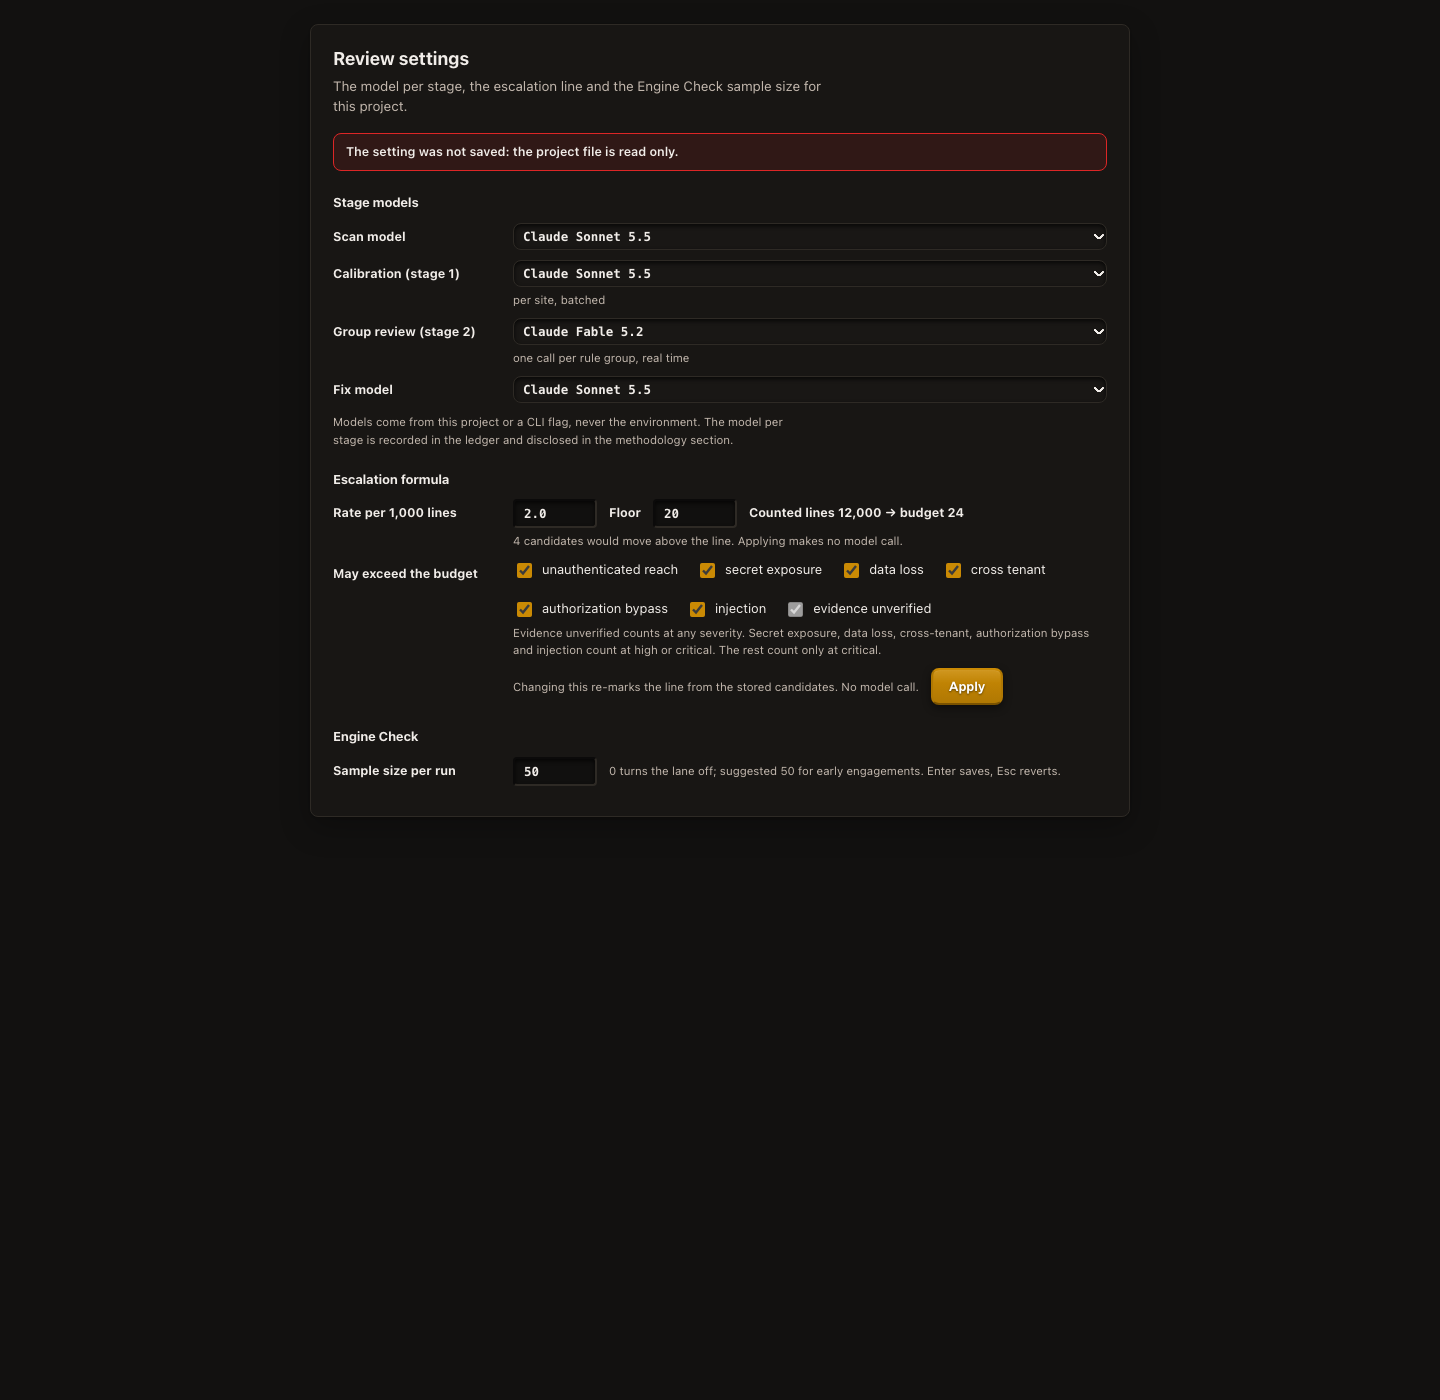 Review settings
The model per stage, the escalation line and the Engine Check sample size for
this project.
The setting was not saved: the project file is read only.
Stage models
Scan model
Claude Sonnet 5.5
Calibration (stage 1)
Claude Sonnet 5.5
per site, batched
Group review (stage 2)
Claude Fable 5.2
one call per rule group, real time
Fix model
Claude Sonnet 5.5
Models come from this project or a CLI flag, never the environment. The model per
stage is recorded in the ledger and disclosed in the methodology section.
Escalation formula
Rate per 1,000 lines
2.0
Floor
20
Counted lines 12,000 → budget 24
4 candidates would move above the line. Applying makes no model call.
May exceed the budget
unauthenticated reach
secret exposure
data loss
cross tenant
authorization bypass
injection
evidence unverified
Evidence unverified counts at any severity. Secret exposure, data loss, cross-tenant, authorization bypass
and injection count at high or critical. The rest count only at critical.
Changing this re-marks the line from the stored candidates. No model call.
Apply
Engine Check
Sample size per run
50
0 turns the lane off; suggested 50 for early engagements. Enter saves, Esc reverts.